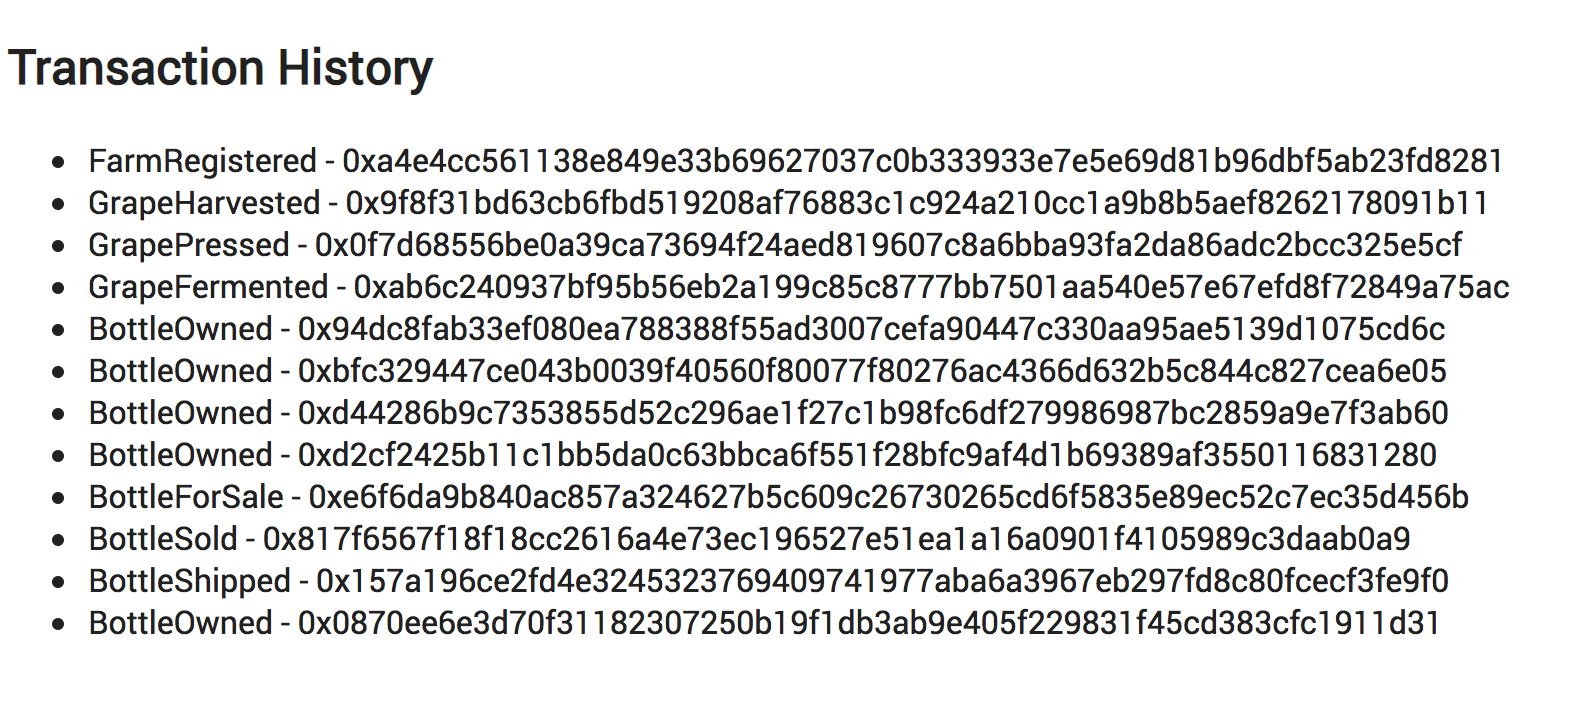 Transaction History
FarmRegistered - 0xa4e4cc561138e849e33b69627037c0b333933e7e5e69d81b96dbf5ab23fd8281
GrapeHarvested - 0x9f8f31bd63cb6fbd519208af76883c1c924a210cc1a9b8b5aef8262178091b11
GrapePressed - 0x0f7d68556be0a39ca73694f24aed819607c8a6bba93fa2da86adc2bcc325e5cf
GrapeFermented - 0xab6c240937bf95b56eb2a199c85c8777bb7501aa540e57e67efd8f72849a75ac
BottleOwned - 0x94dc8fab33ef080ea788388f55ad3007cefa90447c330aa95ae5139d1075cd6c
BottleOwned - 0xbfc329447ce043b0039f40560f80077f80276ac4366d632b5c844c827cea6e05
BottleOwned - 0xd44286b9c7353855d52c296ae1f27c1b98fc6df279986987bc2859a9e7f3ab60
BottleOwned - 0xd2cf2425b11c1bb5da0c63bbca6f551f28bfc9af4d1b69389af3550116831280
BottleForSale - 0xe6f6da9b840ac857a324627b5c609c26730265cd6f5835e89ec52c7ec35d456b
BottleSold - 0x817f6567f18f18cc2616a4e73ec196527e51ea1a16a0901f4105989c3daab0a9
BottleShipped - 0x157a196ce2fd4e3245323769409741977aba6a3967eb297fd8c80fcecf3fe9f0
BottleOwned - 0x0870ee6e3d70f31182307250b19f1db3ab9e405f229831f45cd383cfc1911d31